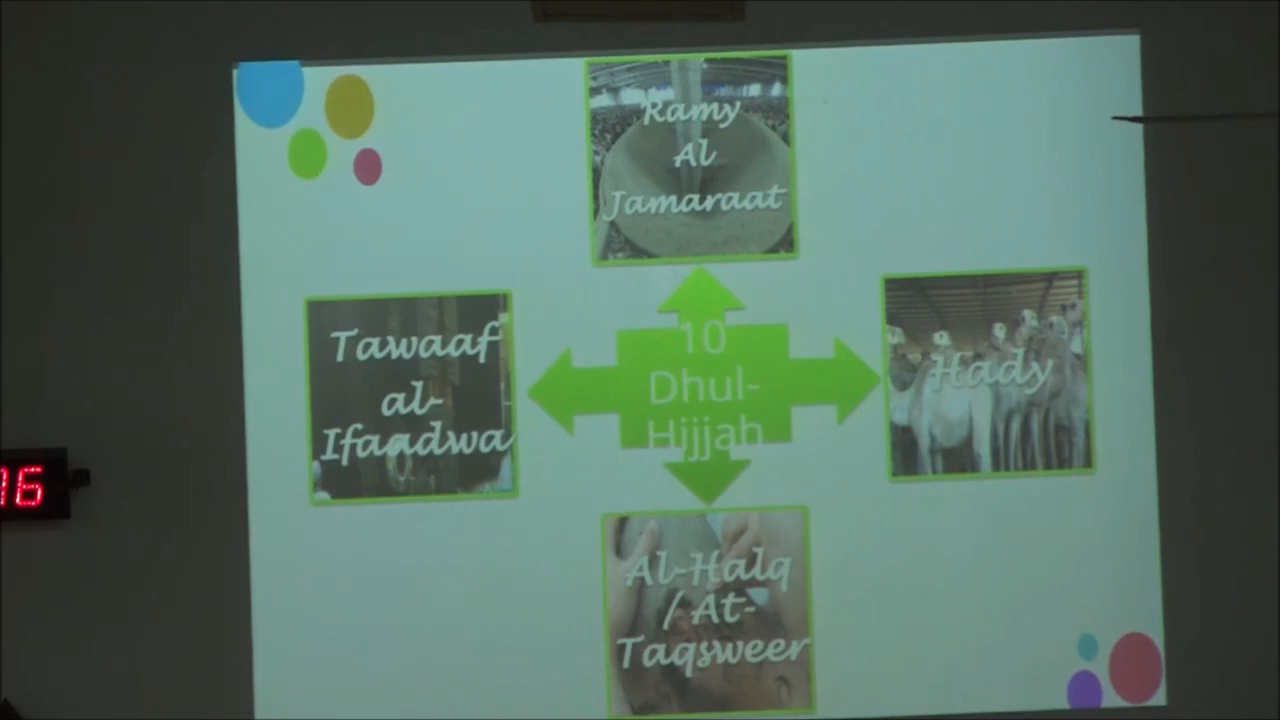 Ramy
Al
Jamaraat
Tawaaf
al-
Ifaadwa
10
Dhul-
Hijjah
Hady
Al-Halq
/ At-
Taqsweer
16